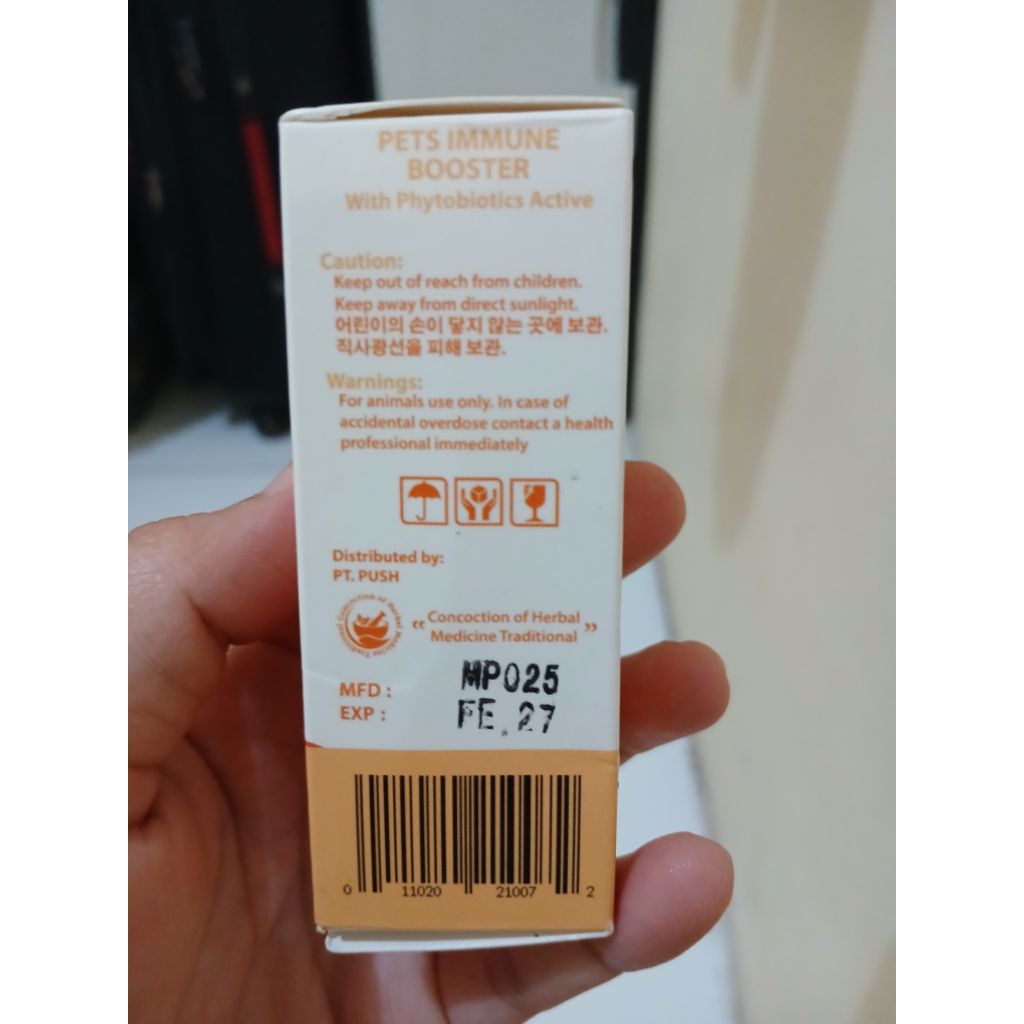 PETS IMMUNE
BOOSTER
With Phytobiotics Active
Caution:
Keep out of reach from children.
Keep away from direct sunlight.
어린이의 손이 닿지 않는 곳에 보관.
직사광선을 피해 보관.
Warnings:
For animals use only. In case of
accidental overdose contact a health
professional immediately
Distributed by:
PT. PUSH
Concoction of Herbal Medicine Traditional
“ Concoction of Herbal
Medicine Traditional ”
MFD : MP025
EXP : FE.27
0 11020 21007 2